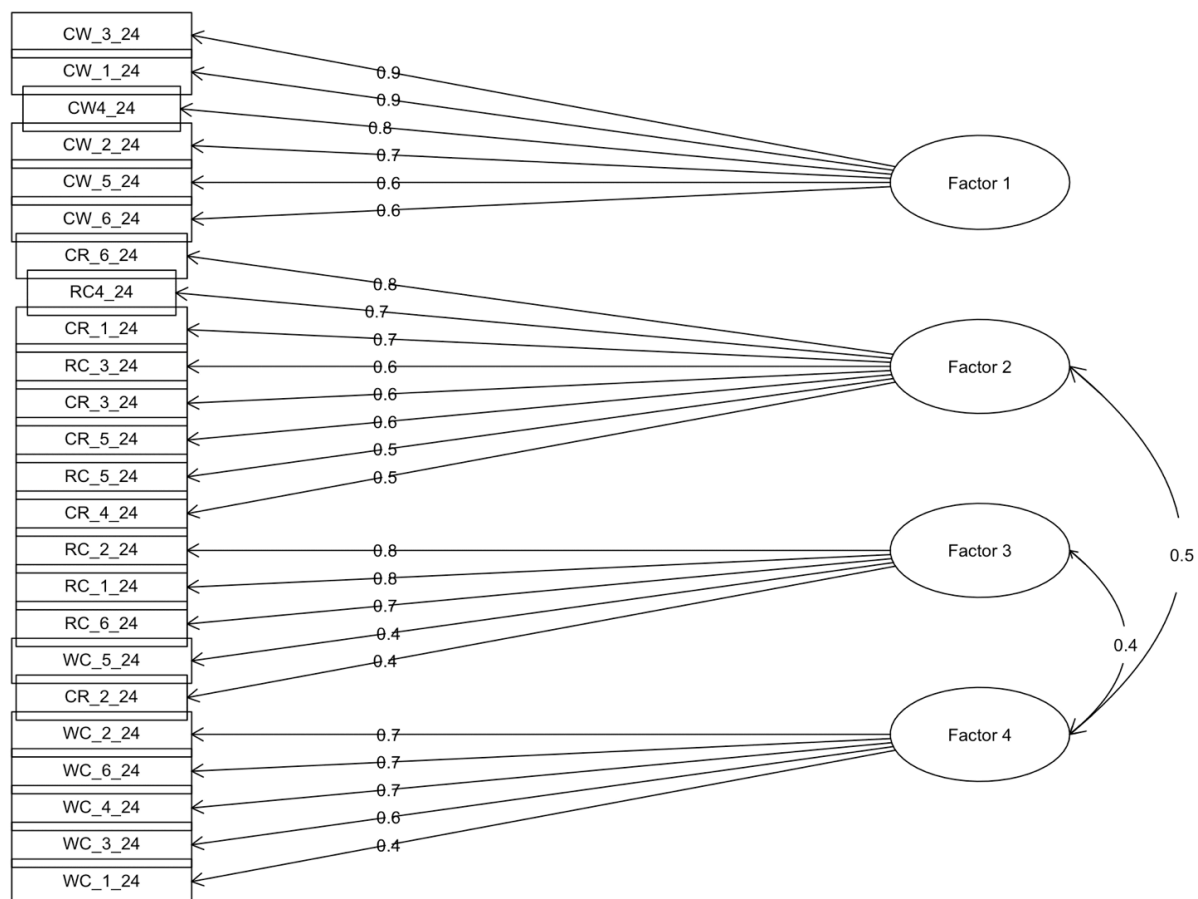 CW_3_24
CW_1_24
CW4_24
CW_2_24
CW_5_24
CW_6_24
CR_6_24
RC4_24
CR_1_24
RC_3_24
CR_3_24
CR_5_24
RC_5_24
CR_4_24
RC_2_24
RC_1_24
RC_6_24
WC_5_24
CR_2_24
WC_2_24
WC_6_24
WC_4_24
WC_3_24
WC_1_24
0.9
0.9
0.8
0.7
0.6
0.6
0.8
0.7
0.7
0.6
0.6
0.6
0.5
0.5
0.8
0.8
0.7
0.4
0.4
0.7
0.7
0.7
0.6
0.4
Factor 1
Factor 2
Factor 3
Factor 4
0.5
0.4